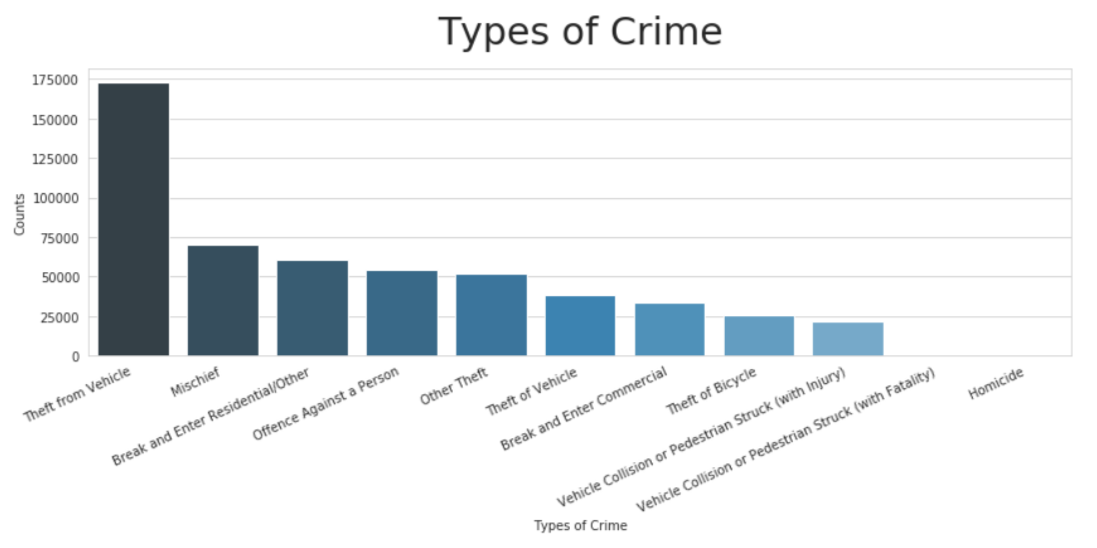 Types of Crime
175000
150000
125000
100000
75000
50000
25000
0
Counts
Theft from Vehicle
Mischief
Break and Enter Residential/Other
Offence Against a Person
Other Theft
Theft of Vehicle
Break and Enter Commercial
Theft of Bicycle
Vehicle Collision or Pedestrian Struck (with Injury)
Vehicle Collision or Pedestrian Struck (with Fatality)
Homicide
Types of Crime